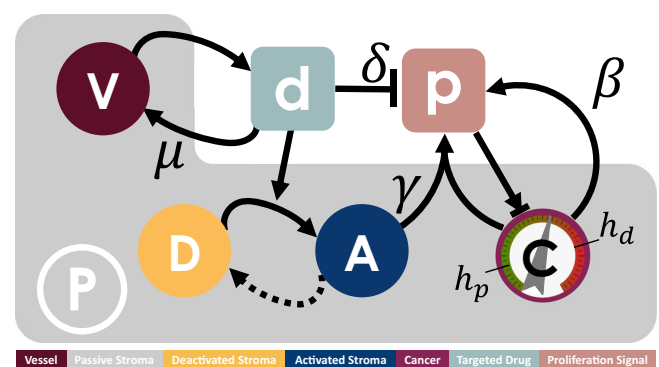 V
d
δ
p
β
μ
γ
D
A
C
h_d
h_p
P
Vessel Passive Stroma Deactivated Stroma Activated Stroma Cancer Targeted Drug Proliferation Signal